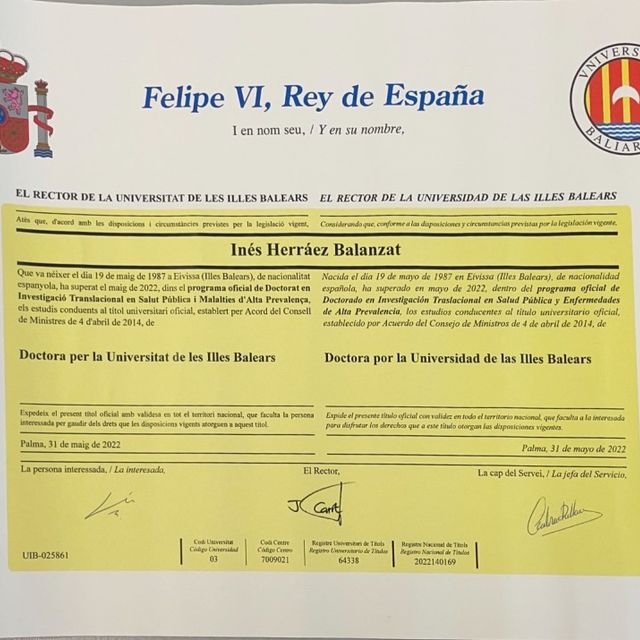 Felipe VI, Rey de España
I en nom seu, / Y en su nombre,
VNIVERS
BALIAR
EL RECTOR DE LA UNIVERSITAT DE LES ILLES BALEARS
Atès que, d'acord amb les disposicions i circumstàncies previstes per la legislació vigent,
EL RECTOR DE LA UNIVERSIDAD DE LAS ILLES BALEARS
Considerando que, conforme a las disposiciones y circunstancias previstas por la legislación vigente,
Inés Herráez Balanzat
Que va néixer el dia 19 de maig de 1987 a Eivissa (Illes Balears), de nacionalitat
espanyola, ha superat el maig de 2022, dins el programa oficial de Doctorat en
Investigació Translacional en Salut Pública i Malalties d'Alta Prevalença,
els estudis conduents al títol universitari oficial, establert per Acord del Consell
de Ministres de 4 d'abril de 2014, de
Nacida el día 19 de mayo de 1987 en Eivissa (Illes Balears), de nacionalidad
española, ha superado en mayo de 2022, dentro del programa oficial de
Doctorado en Investigación Traslacional en Salud Pública y Enfermedades
de Alta Prevalencia, los estudios conducentes al título universitario oficial,
establecido por Acuerdo del Consejo de Ministros de 4 de abril de 2014, de
Doctora per la Universitat de les Illes Balears
Doctora por la Universidad de las Illes Balears
Expedeix el present títol oficial amb validesa en tot el territori nacional, que faculta la persona
interessada per gaudir dels drets que les disposicions vigents atorguen a aquest títol.
Expide el presente título oficial con validez en todo el territorio nacional, que faculta a la interesada
para disfrutar los derechos que a este título otorgan las disposiciones vigentes.
Palma, 31 de maig de 2022
Palma, 31 de mayo de 2022
La persona interessada, / La interesada,
El Rector,
La cap del Servei, / La jefa del Servicio,
UIB-025861
Codi Universitat
Código Universidad
03
Codi Centre
Código Centro
7009021
Registre Universitari de Títols
Registro Universitario de Títulos
64338
Registre Nacional de Títols
Registro Nacional de Títulos
2022140169